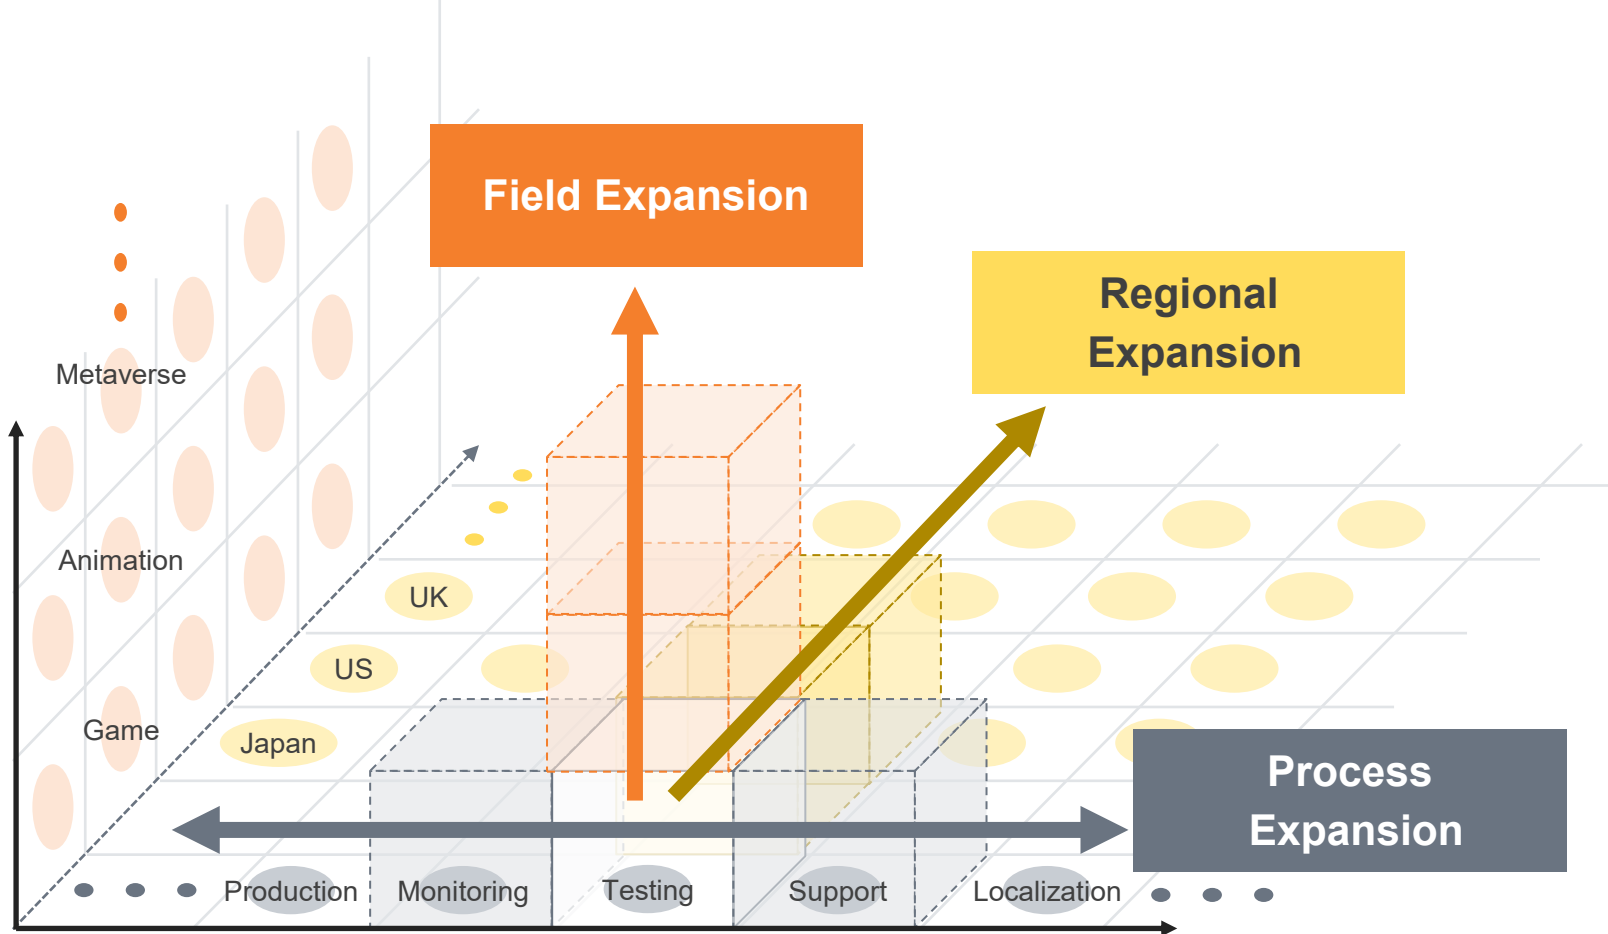 Field Expansion
Regional
Expansion
Metaverse
Animation
UK
US
Game
Japan
Process
Expansion
Production
Monitoring
Testing
Support
Localization